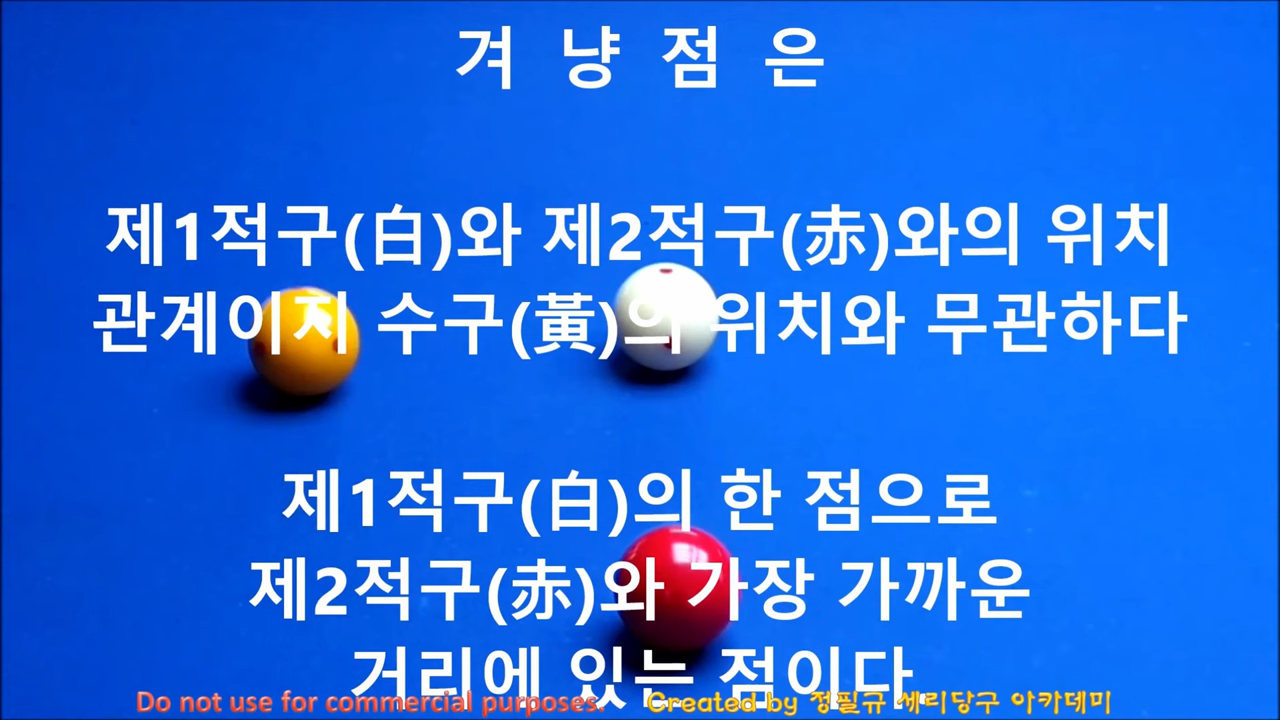 겨 냥 점 은
제1적구(白)와 제2적구(赤)와의 위치
관계이지 수구(黃)의 위치와 무관하다
제1적구(白)의 한 점으로
제2적구(赤)와 가장 가까운
거리에 있는 점이다.
Do not use for commercial purposes. Created by 정필규 세리당구 아카데미